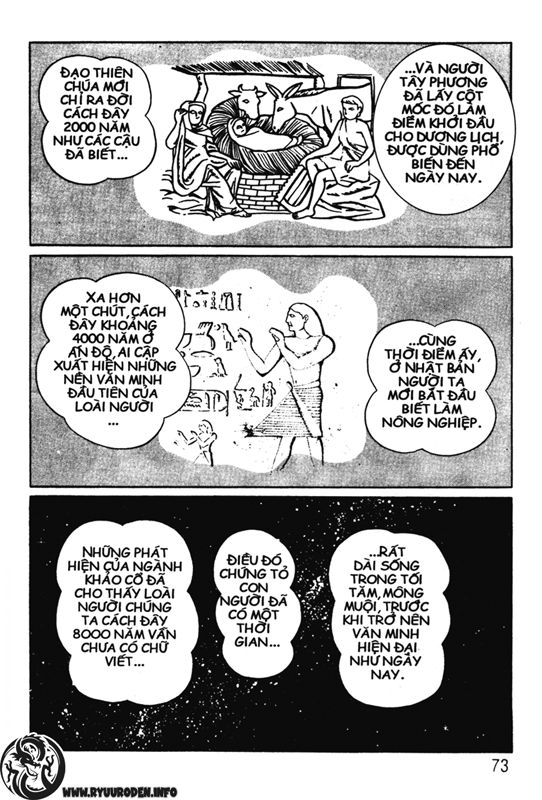 ĐẠO THIÊN
CHÚA MỚI
CHỈ RA ĐỜI
CÁCH ĐÂY
2000 NĂM
NHƯ CÁC CẬU
ĐÃ BIẾT...
...VÀ NGƯỜI
TÂY PHƯƠNG
ĐÃ LẤY CỘT
MỐC ĐÓ LÀM
ĐIỂM KHỞI ĐẦU
CHO DƯƠNG LỊCH,
ĐƯỢC DÙNG PHỔ
BIẾN ĐẾN
NGÀY NAY.
XA HƠN
MỘT CHÚT, CÁCH
ĐÂY KHOẢNG
4000 NĂM Ở
ẤN ĐỘ, AI CẬP
XUẤT HIỆN NHỮNG
NỀN VĂN MINH
ĐẦU TIÊN CỦA
LOÀI NGƯỜI
...
...CÙNG
THỜI ĐIỂM ẤY,
Ở NHẬT BẢN
NGƯỜI TA
MỚI BẮT ĐẦU
BIẾT LÀM
NÔNG NGHIỆP.
NHỮNG PHÁT
HIỆN CỦA NGÀNH
KHẢO CỔ ĐÃ
CHO THẤY LOÀI
NGƯỜI CHÚNG
TA CÁCH ĐÂY
8000 NĂM VẪN
CHƯA CÓ CHỮ
VIẾT...
ĐIỀU ĐÓ
CHỨNG TỎ
CON
NGƯỜI ĐÃ
CÓ MỘT
THỜI
GIAN...
...RẤT
DÀI SỐNG
TRONG TỐI
TĂM, MÔNG
MUỘI, TRƯỚC
KHI TRỞ NÊN
VĂN MINH
HIỆN ĐẠI
NHƯ NGÀY
NAY.
73
WWW.RYUURODEN.INFO